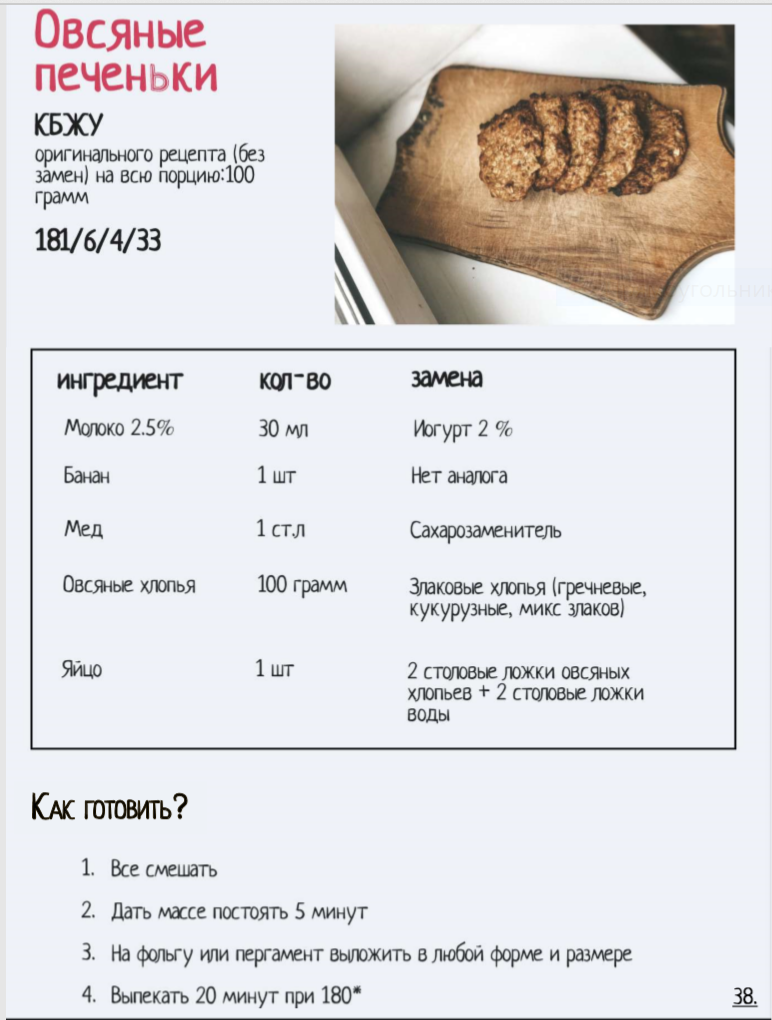 Овсяные
печеньки
КБЖУ
оригинального рецепта (без
замен) на всю порцию:100
грамм
181/6/4/33
ингредиент кол-во замена
Молоко 2.5% 30 мл Йогурт 2 %
Банан 1 шт Нет аналога
Мед 1 ст.л Сахарозаменитель
Овсяные хлопья 100 грамм Злаковые хлопья (гречневые,
кукурузные, микс злаков)
Яйцо 1 шт 2 столовые ложки овсяных
хлопьев + 2 столовые ложки
воды
Как готовить?
1. Все смешать
2. Дать массе постоять 5 минут
3. На фольгу или пергамент выложить в любой форме и размере
4. Выпекать 20 минут при 180*
38.